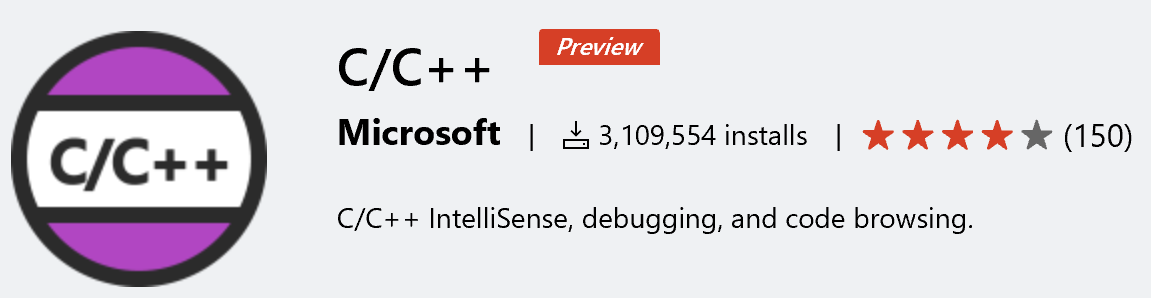 C/C++
C/C++ Preview
Microsoft | 3,109,554 installs | (150)
C/C++ IntelliSense, debugging, and code browsing.